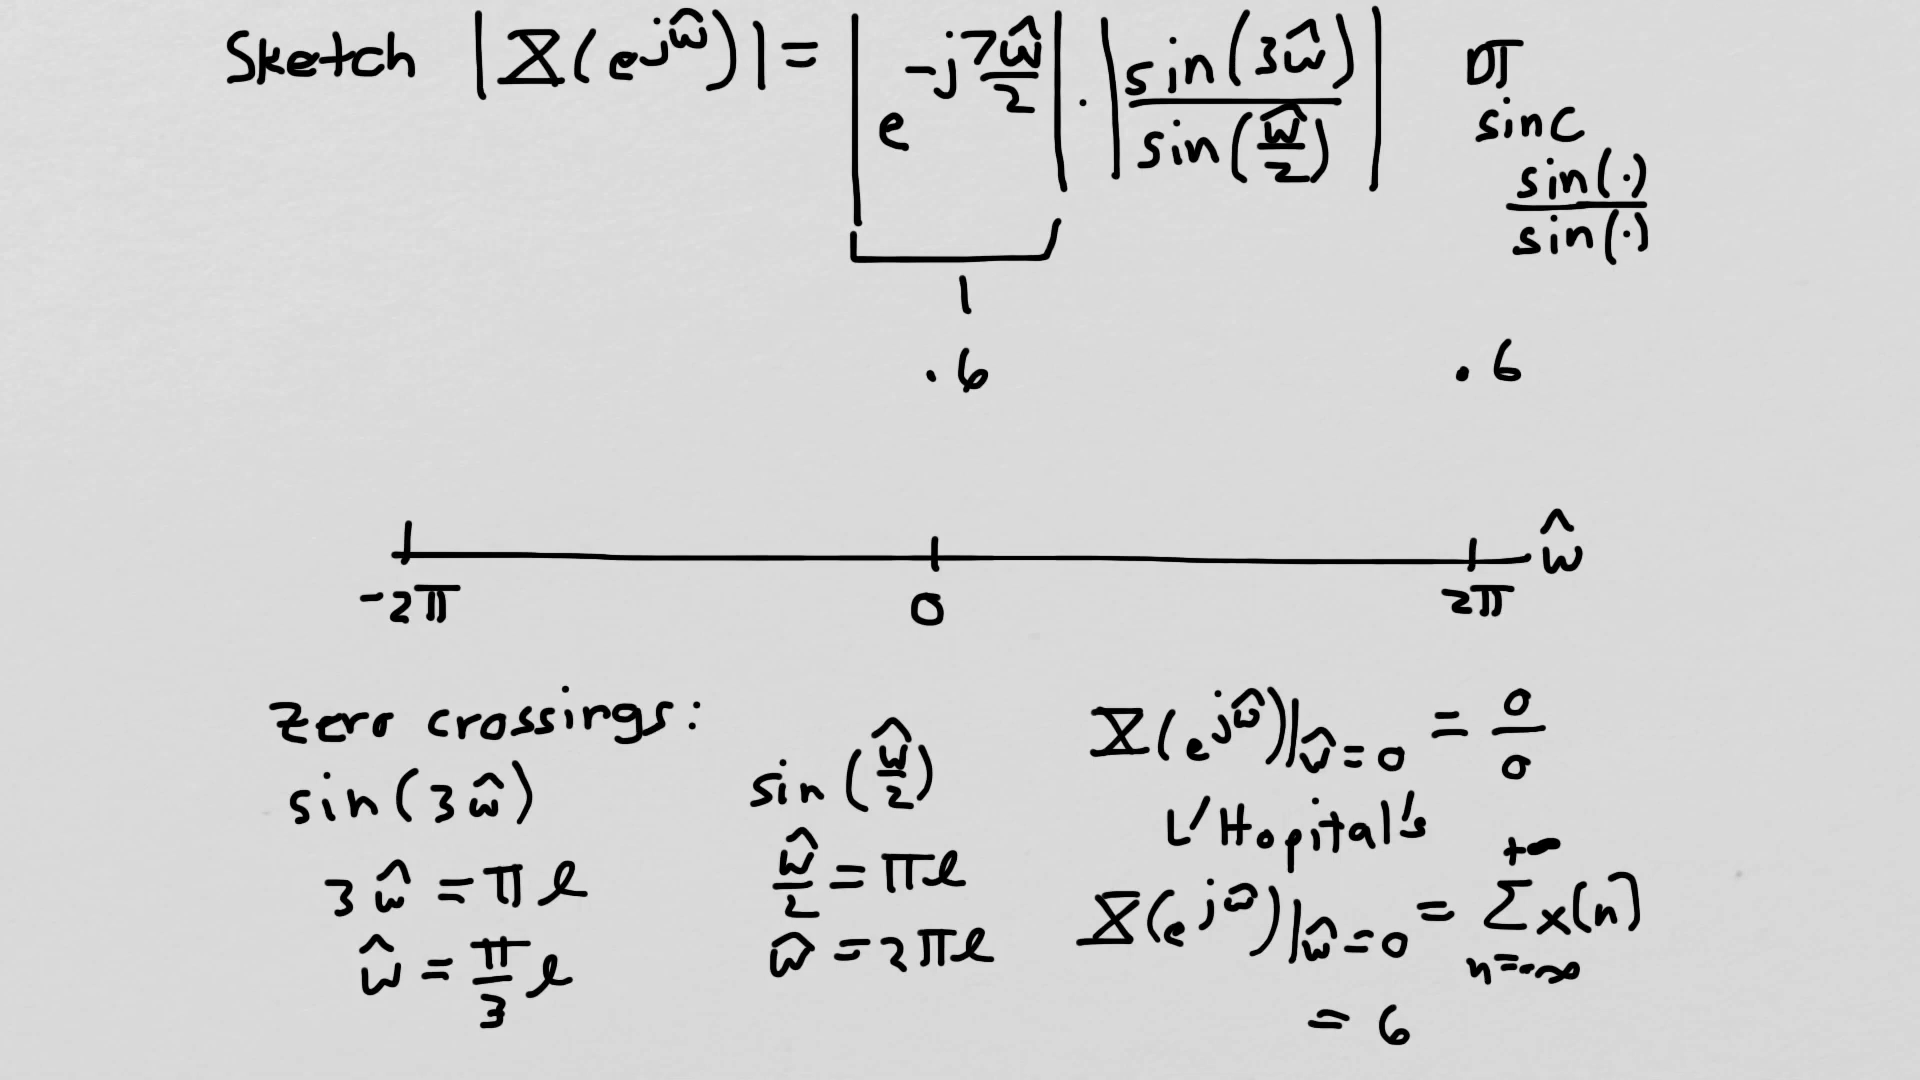 Sketch |X(e^{jŵ})| = |e^{-j7ŵ/2}| · |sin(3ŵ)/sin(ŵ/2)|
DT
sinc
sin(·)/sin(·)
1
.6 .6
ŵ
-2π 0 2π
Zero crossings:
sin(3ŵ)
3ŵ = πl
ŵ = π/3 l
sin(ŵ/2)
ŵ/2 = πl
ŵ = 2πl
X(e^{jŵ})|_{ŵ=0} = 0/0
L'Hopital's
X(e^{jŵ})|_{ŵ=0} = Σ_{n=-∞}^{+∞} x[n]
= 6